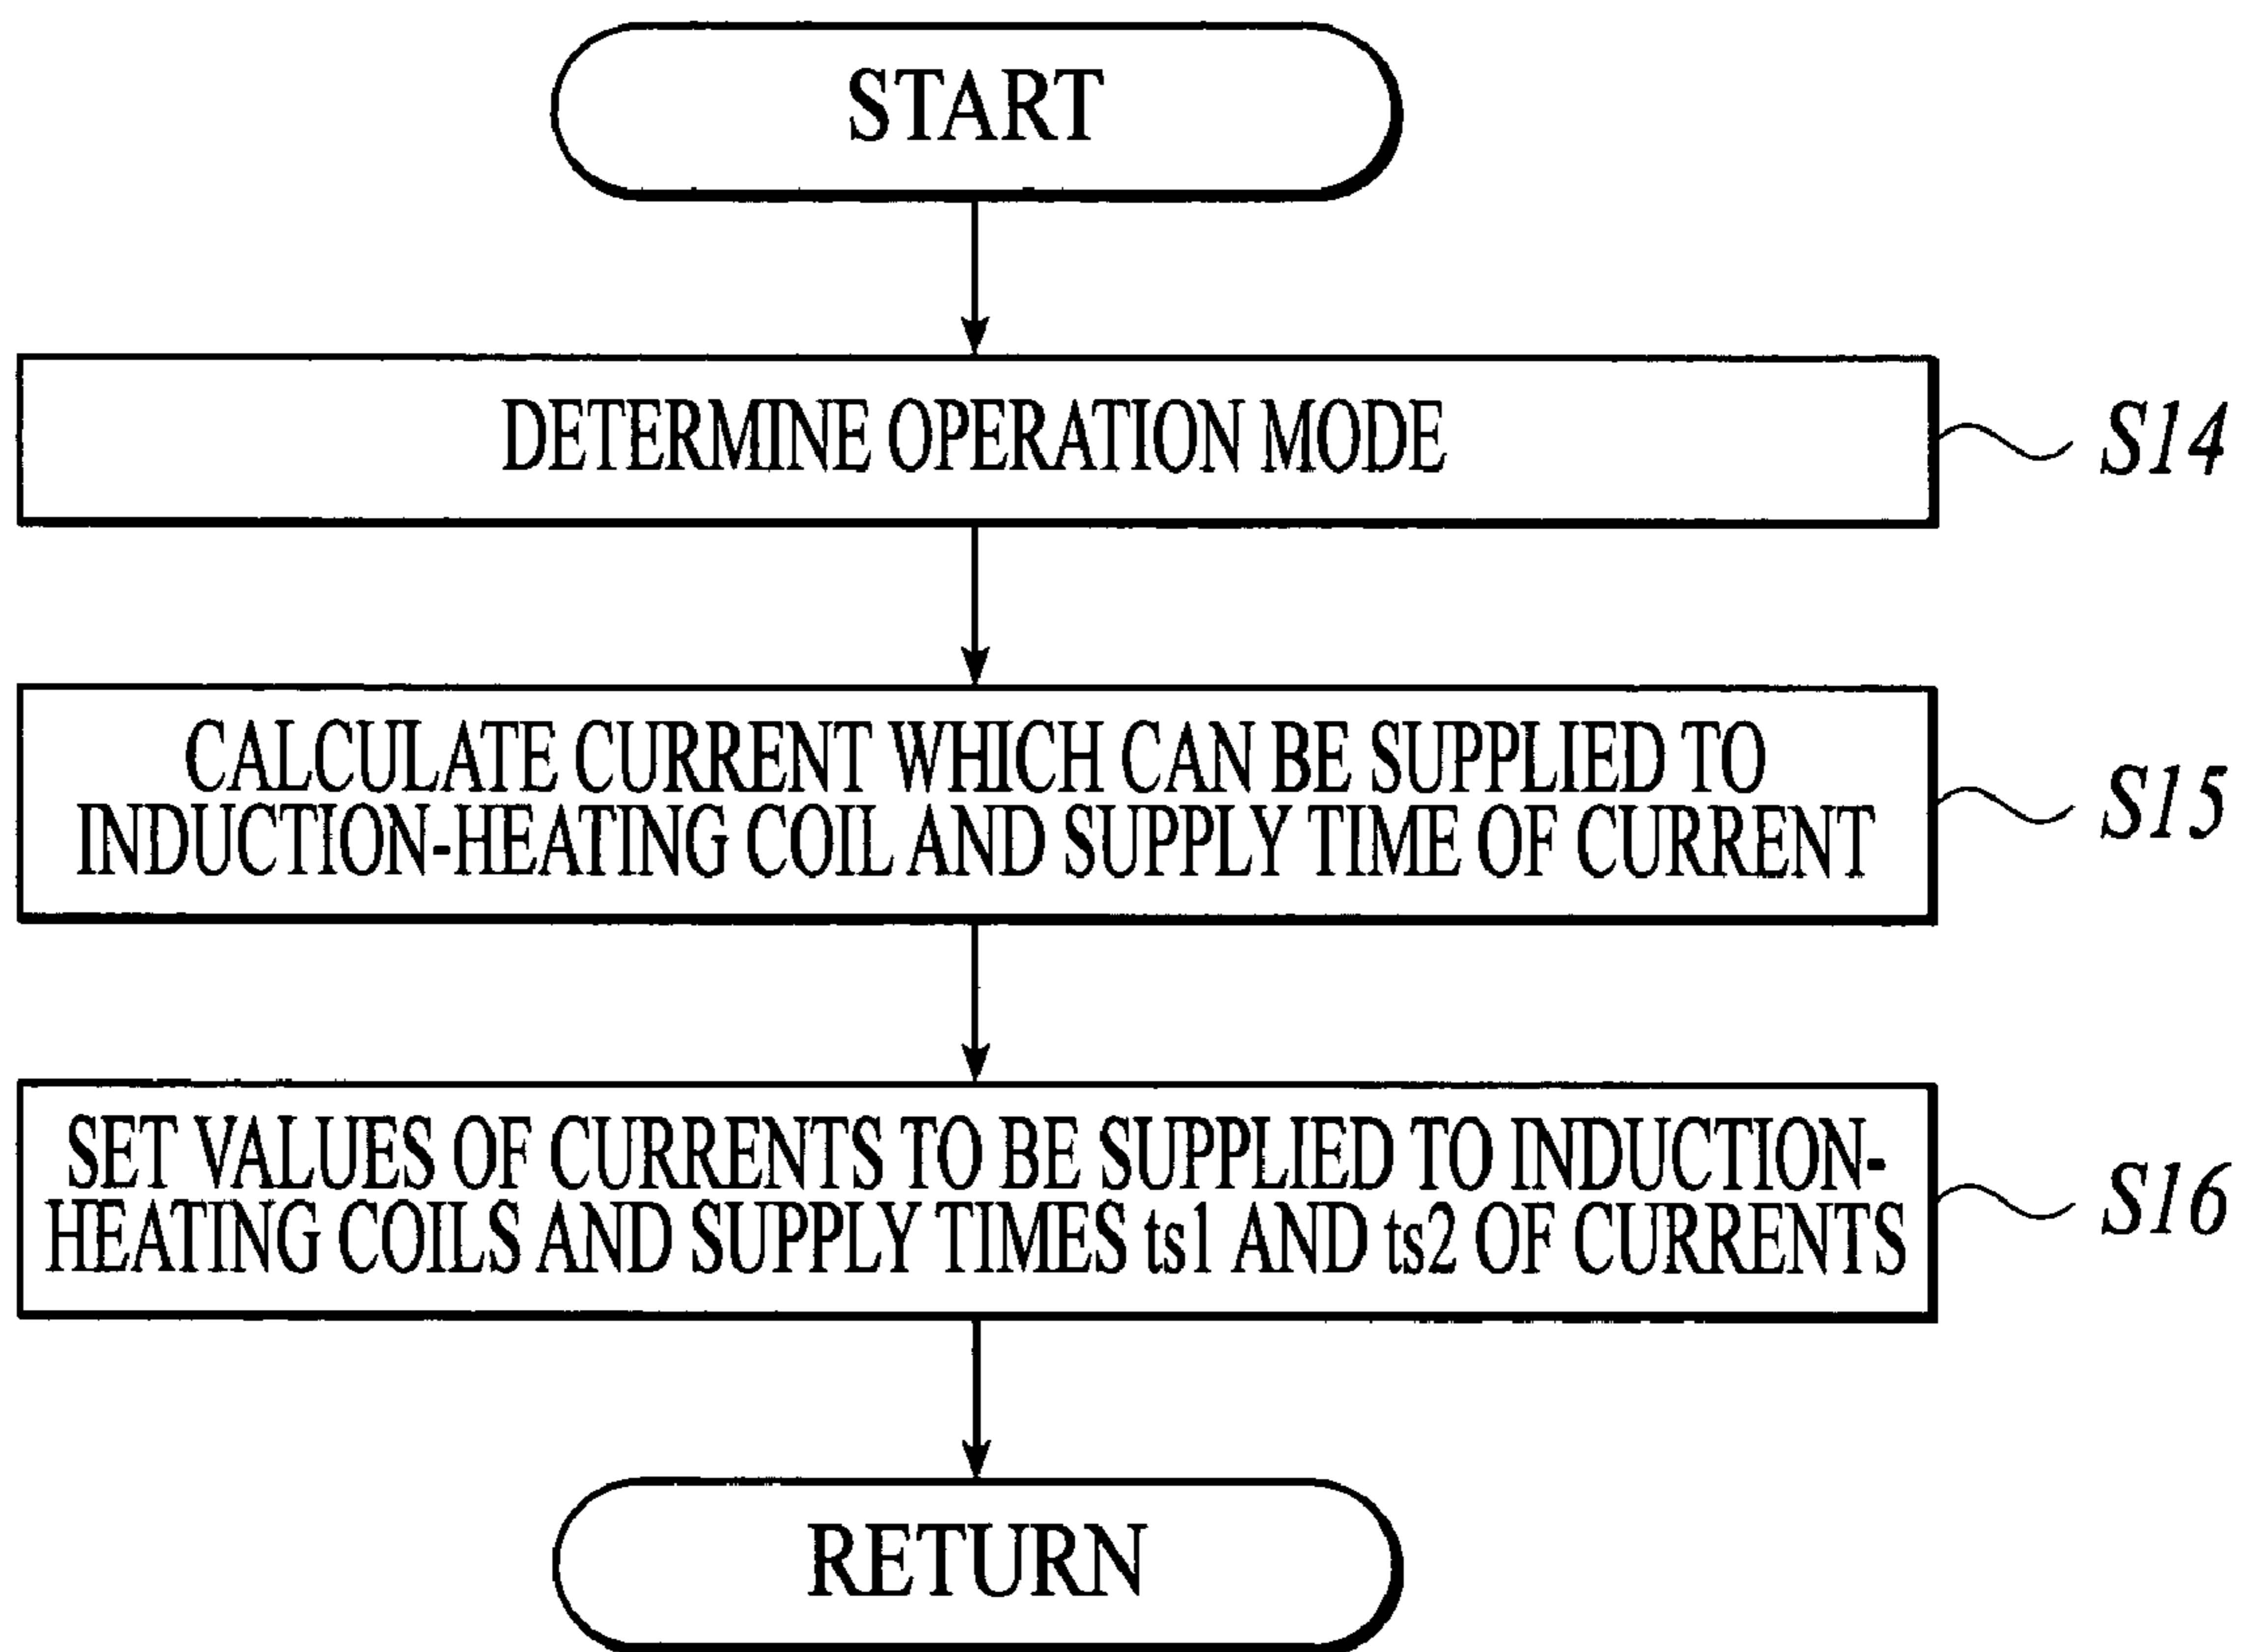 START
DETERMINE OPERATION MODE
S14
CALCULATE CURRENT WHICH CAN BE SUPPLIED TO
INDUCTION-HEATING COIL AND SUPPLY TIME OF CURRENT
S15
SET VALUES OF CURRENTS TO BE SUPPLIED TO INDUCTION-
HEATING COILS AND SUPPLY TIMES ts1 AND ts2 OF CURRENTS
S16
RETURN